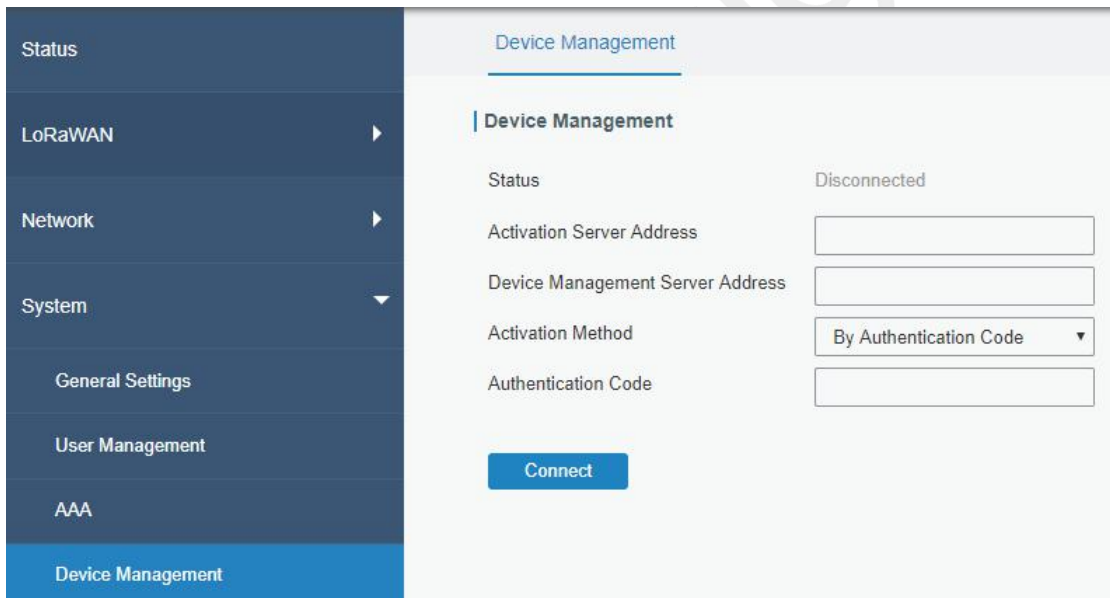 Status
LoRaWAN
Network
System
General Settings
User Management
AAA
Device Management
Device Management
Device Management
Status Disconnected
Activation Server Address
Device Management Server Address
Activation Method By Authentication Code
Authentication Code
Connect